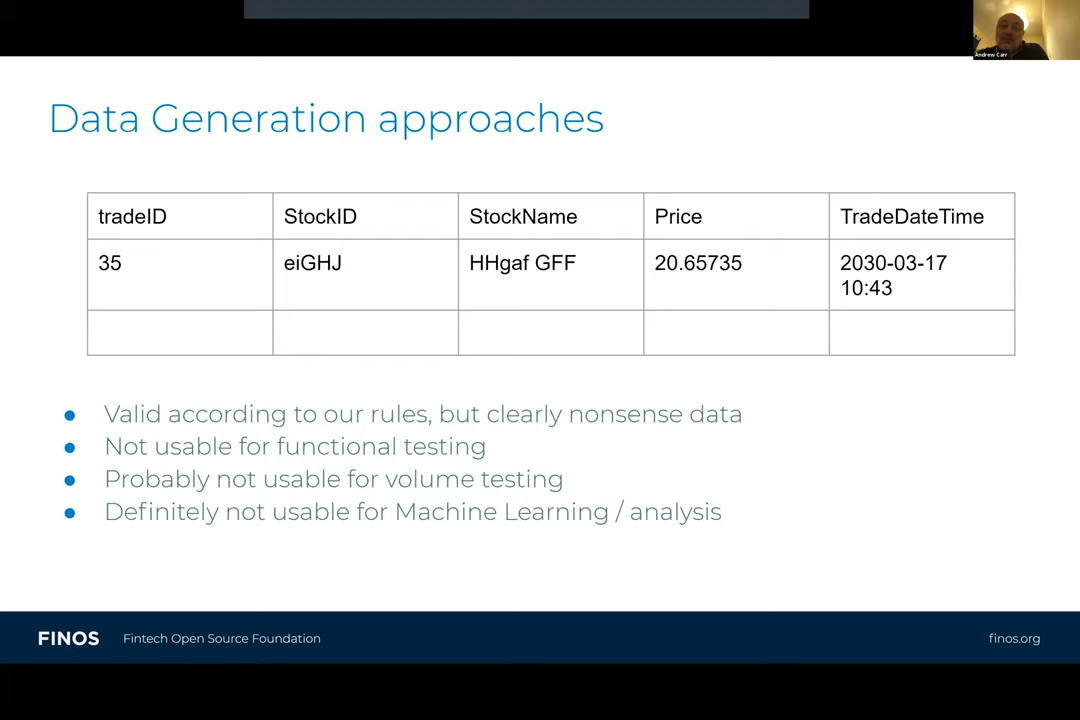 Andrew Carr
Data Generation approaches
tradeID StockID StockName Price TradeDateTime
35 eiGHJ HHgaf GFF 20.65735 2030-03-17
10:43
● Valid according to our rules, but clearly nonsense data
● Not usable for functional testing
● Probably not usable for volume testing
● Definitely not usable for Machine Learning / analysis
FINOS Fintech Open Source Foundation finos.org